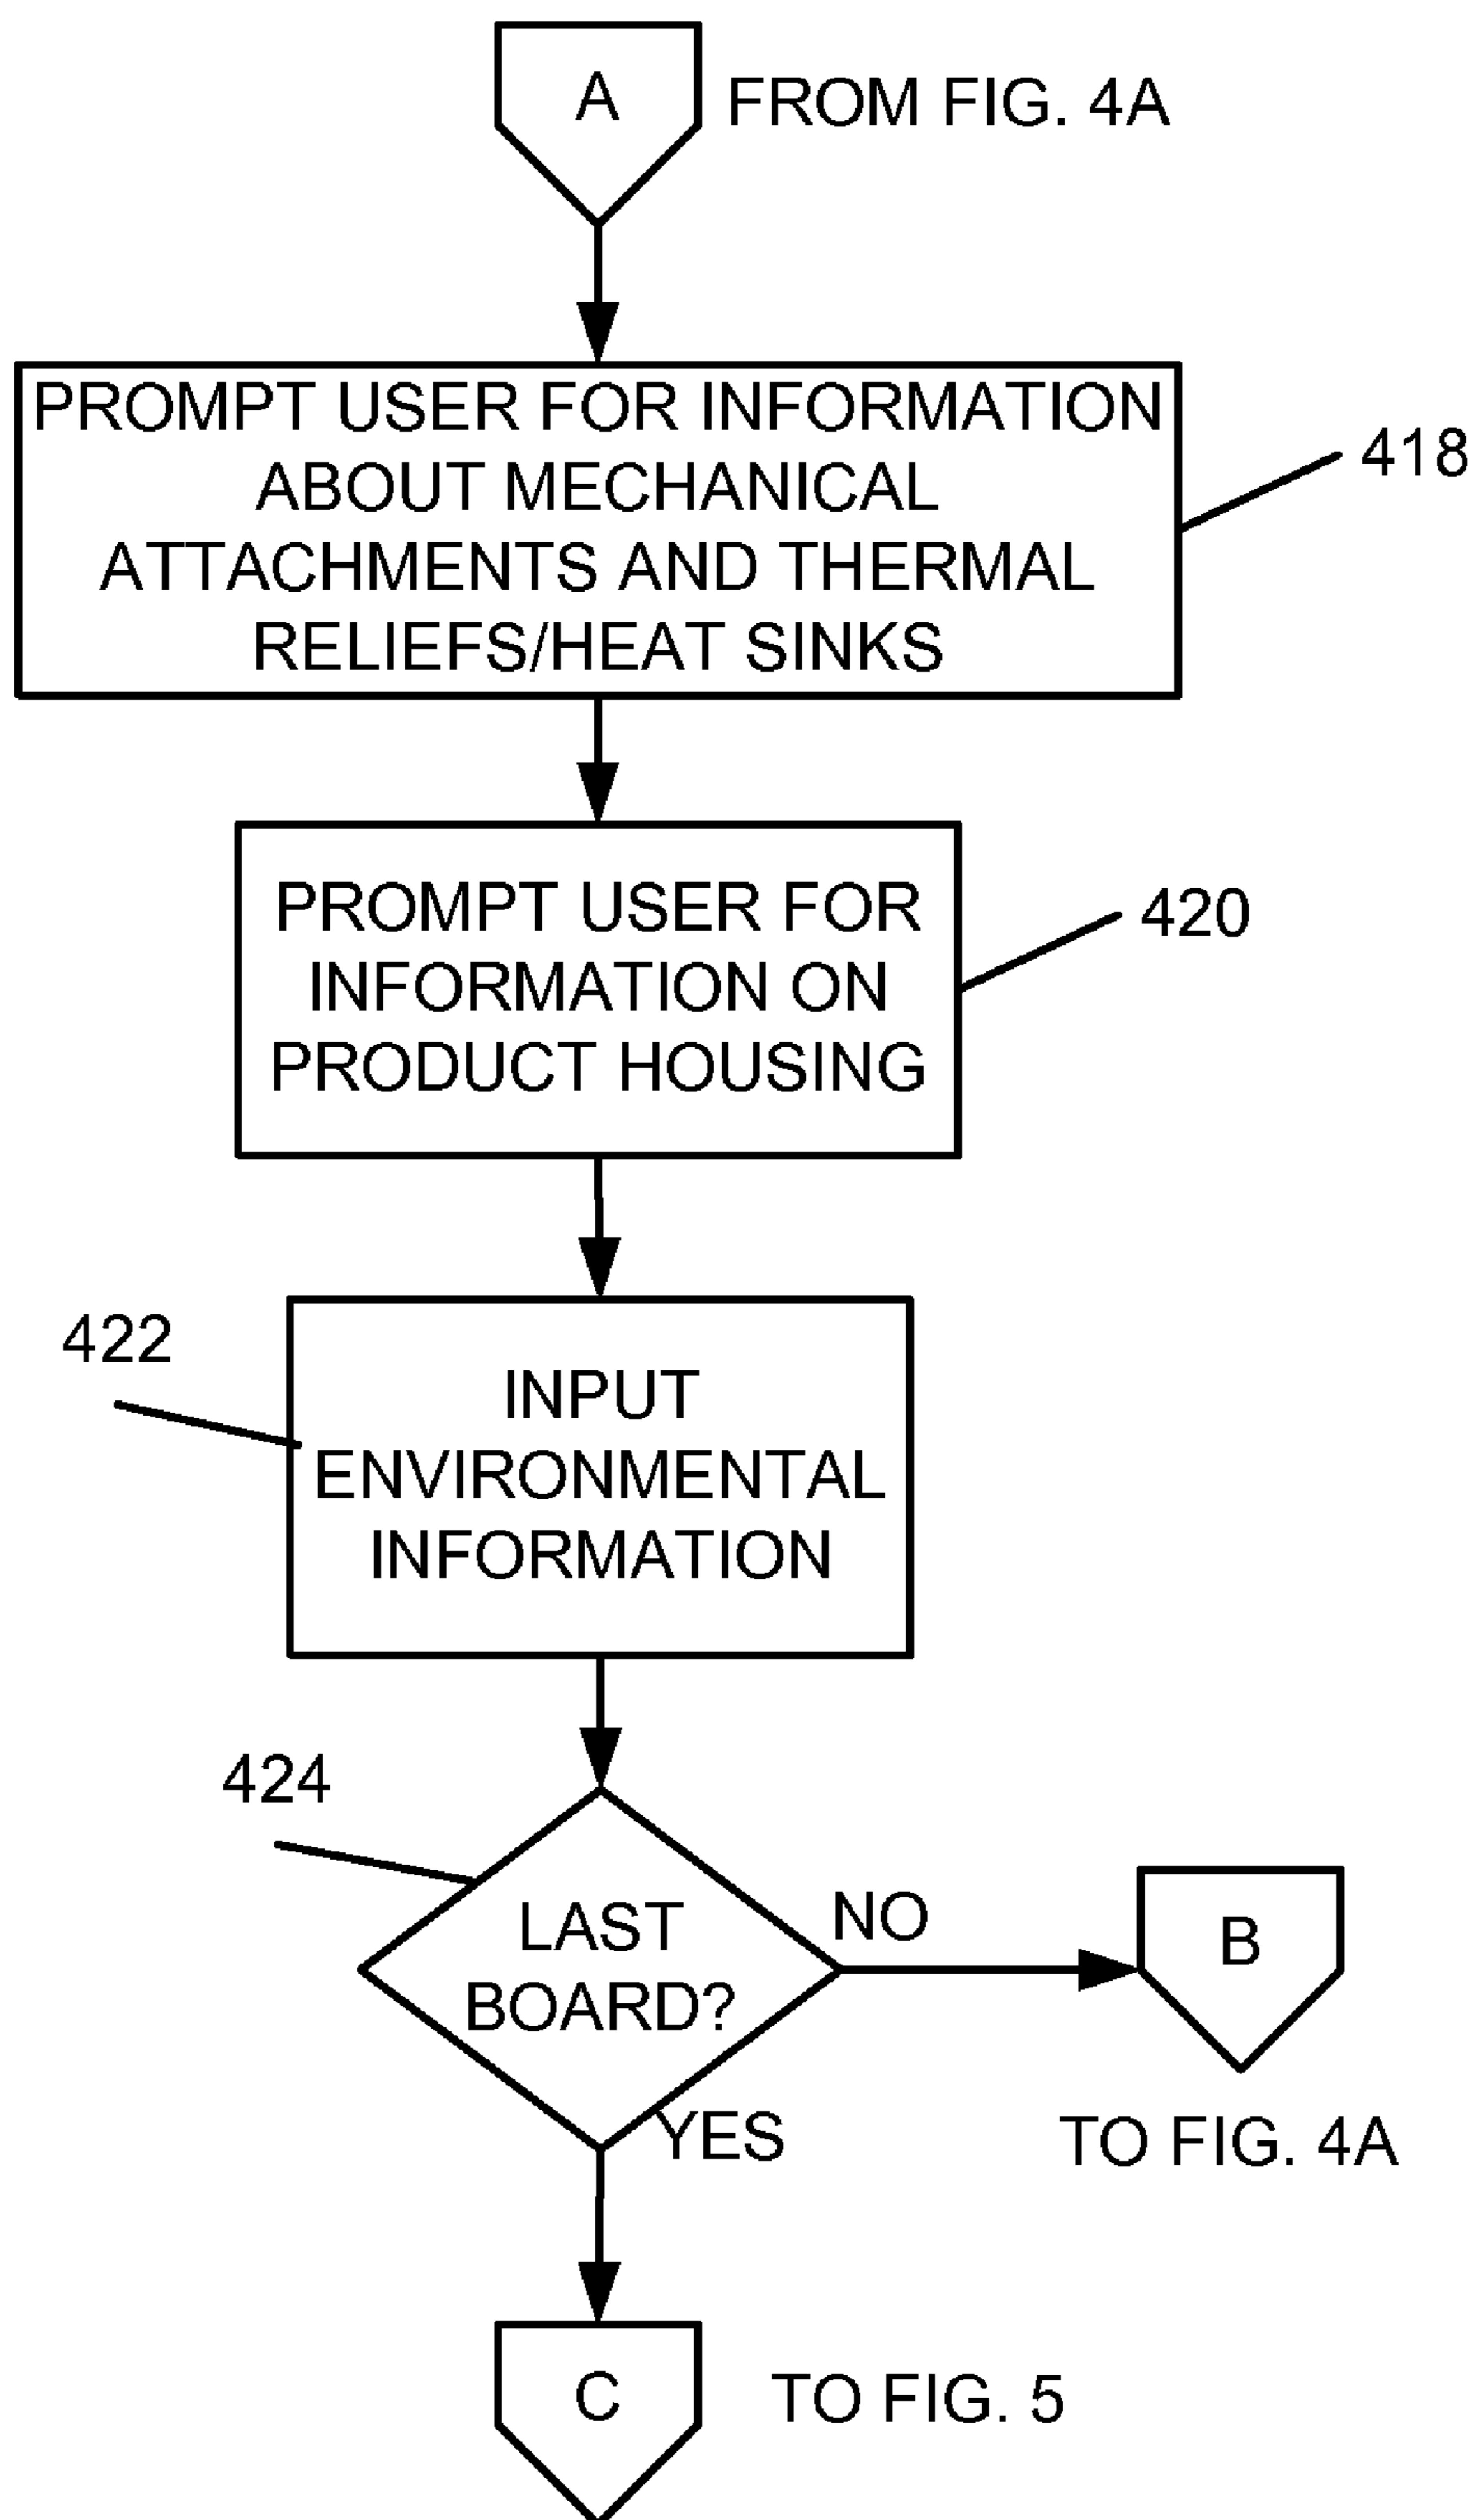 A
FROM FIG. 4A
PROMPT USER FOR INFORMATION
ABOUT MECHANICAL
ATTACHMENTS AND THERMAL
RELIEFS/HEAT SINKS
418
PROMPT USER FOR
INFORMATION ON
PRODUCT HOUSING
420
422
INPUT
ENVIRONMENTAL
INFORMATION
424
LAST
BOARD?
NO
B
YES
TO FIG. 4A
C
TO FIG. 5